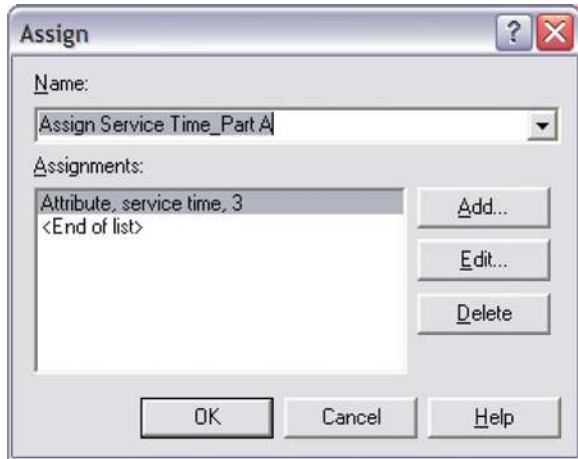 Assign
?
Name:
Assign Service Time_Part A
Assignments:
Attribute, service time, 3
<End of list>
Add...
Edit...
Delete
OK Cancel Help